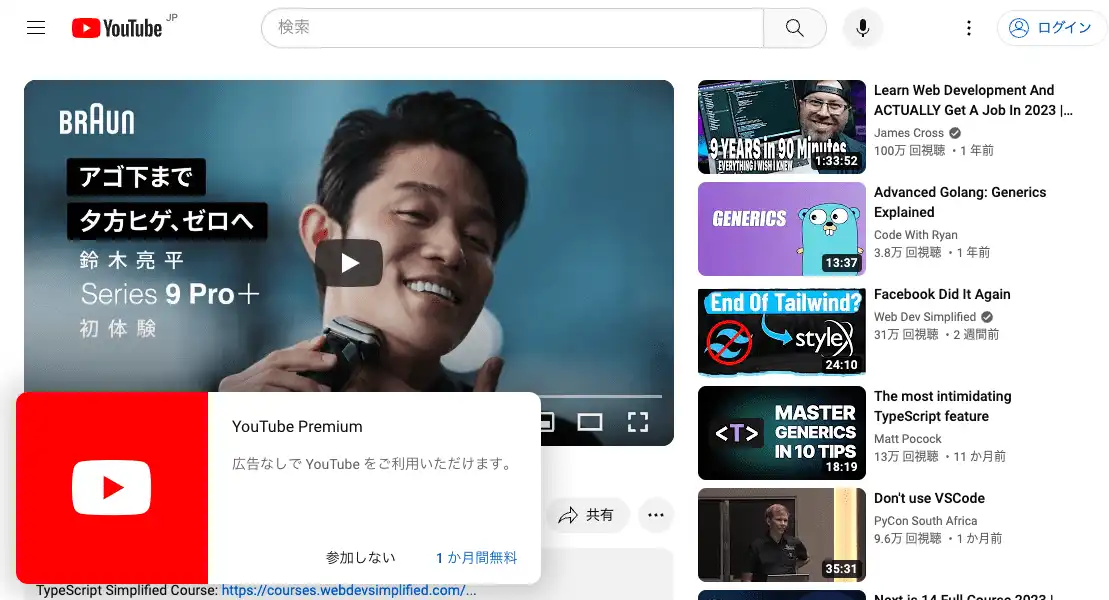 YouTube JP
検索
ログイン
BRAUN
アゴ下まで
夕方ヒゲ、ゼロへ
鈴木亮平
Series 9 Pro+
初体験
YouTube Premium
広告なしで YouTube をご利用いただけます。
参加しない
1 か月間無料
共有
TypeScript Simplified Course: https://courses.webdevsimplified.com/...
9 YEARS in 90 Minutes
EVERYTHING I WISH I KNEW
1:33:52
Learn Web Development And
ACTUALLY Get A Job In 2023 |...
James Cross
100万 回視聴 ・1 年前
GENERICS
13:37
Advanced Golang: Generics
Explained
Code With Ryan
3.8万 回視聴 ・1 年前
End Of Tailwind?
styleX
24:10
Facebook Did It Again
Web Dev Simplified
31万 回視聴 ・2 週間前
<T>
MASTER
GENERICS
IN 10 TIPS
18:19
The most intimidating
TypeScript feature
Matt Pocock
13万 回視聴 ・11 か月前
35:31
Don't use VSCode
PyCon South Africa
9.6万 回視聴 ・1 か月前
Next.js 14 Full Course 2023 |